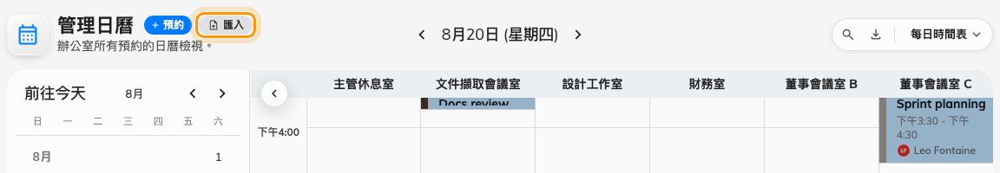 管理日曆
+ 預約
匯入
辦公室所有預約的日曆檢視。
8月20日 (星期四)
每日時間表
前往今天
8月
日 一 二 三 四 五 六
8月
1
主管休息室
文件擷取會議室
設計工作室
財務室
董事會議室 B
董事會議室 C
下午4:00
Docs review
Sprint planning
下午3:30 - 下午
4:30
LF Leo Fontaine